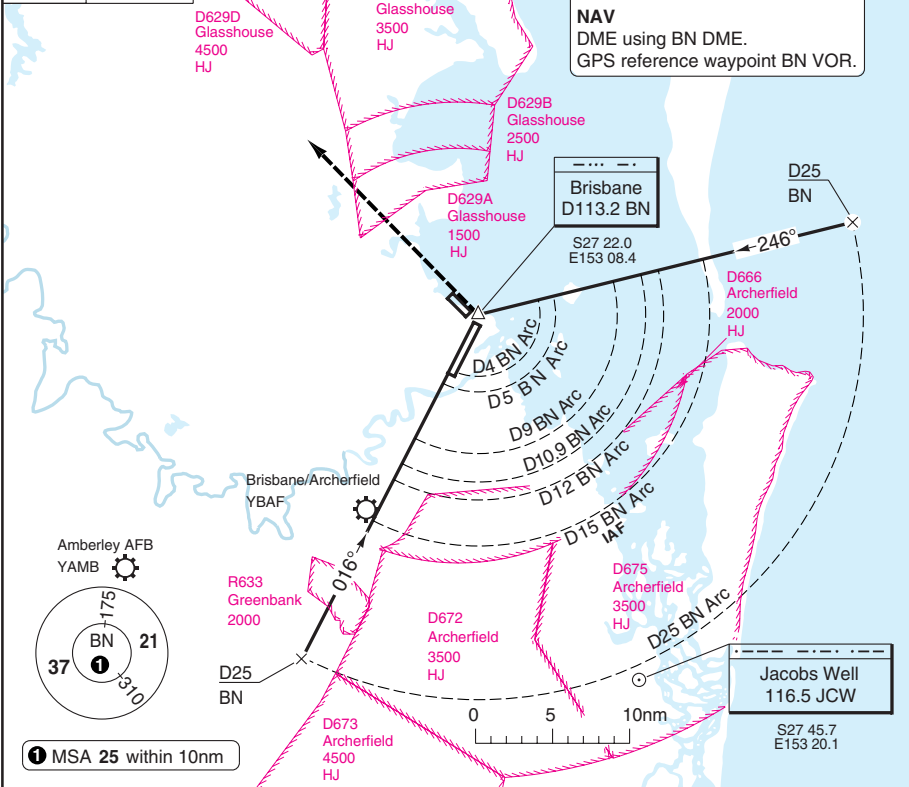 D629D
Glasshouse
4500
HJ
Glasshouse
3500
HJ
NAV
DME using BN DME.
GPS reference waypoint BN VOR.
D629B
Glasshouse
2500
HJ
D629A
Glasshouse
1500
HJ
Brisbane
D113.2 BN
S27 22.0
E153 08.4
D25
BN
246°
D666
Archerfield
2000
HJ
D4 BN Arc
D5 BN Arc
D9 BN Arc
D10.9 BN Arc
D12 BN Arc
D15 BN Arc
IAF
D25 BN Arc
Brisbane/Archerfield
YBAF
016°
Amberley AFB
YAMB
R633
Greenbank
2000
D672
Archerfield
3500
HJ
D675
Archerfield
3500
HJ
175
BN
21
37
1
310
D25
BN
Jacobs Well
116.5 JCW
S27 45.7
E153 20.1
0 5 10nm
D673
Archerfield
4500
HJ
1 MSA 25 within 10nm